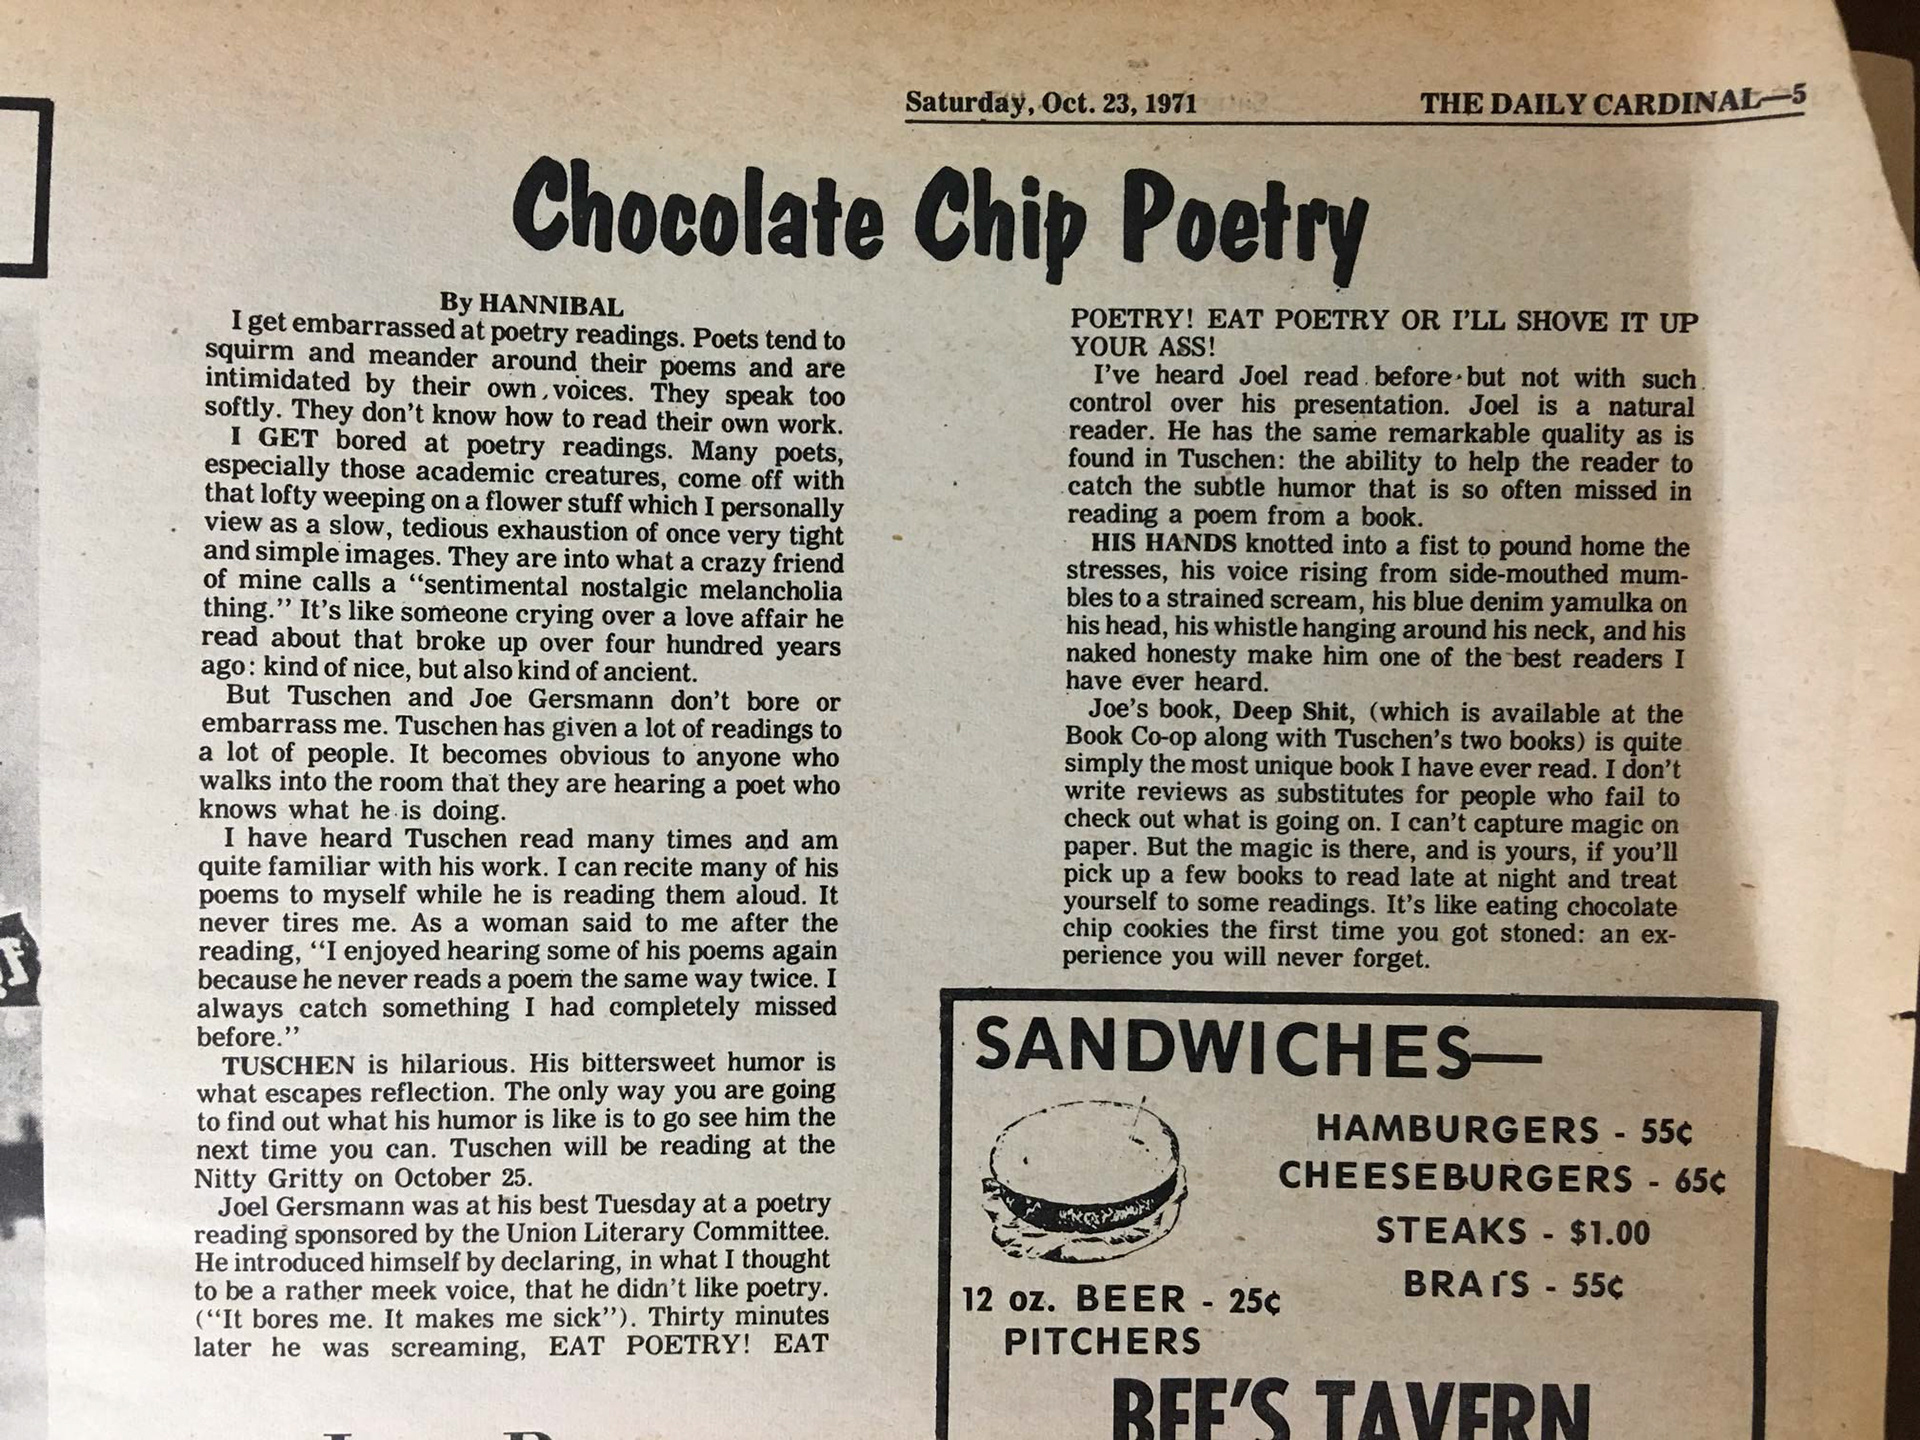 Saturday, Oct. 23, 1971
THE DAILY CARDINAL—5
Chocolate Chip Poetry
By HANNIBAL
I get embarrassed at poetry readings. Poets tend to
squirm and meander around their poems and are
intimidated by their own voices. They speak too
softly. They don't know how to read their own work.
I GET bored at poetry readings. Many poets,
especially those academic creatures, come off with
that lofty weeping on a flower stuff which I personally
view as a slow, tedious exhaustion of once very tight
and simple images. They are into what a crazy friend
of mine calls a "sentimental nostalgic melancholia
thing." It's like someone crying over a love affair he
read about that broke up over four hundred years
ago: kind of nice, but also kind of ancient.
But Tuschen and Joe Gersmann don't bore or
embarrass me. Tuschen has given a lot of readings to
a lot of people. It becomes obvious to anyone who
walks into the room that they are hearing a poet who
knows what he is doing.
I have heard Tuschen read many times and am
quite familiar with his work. I can recite many of his
poems to myself while he is reading them aloud. It
never tires me. As a woman said to me after the
reading, "I enjoyed hearing some of his poems again
because he never reads a poem the same way twice. I
always catch something I had completely missed
before."
TUSCHEN is hilarious. His bittersweet humor is
what escapes reflection. The only way you are going
to find out what his humor is like is to go see him the
next time you can. Tuschen will be reading at the
Nitty Gritty on October 25.
Joel Gersmann was at his best Tuesday at a poetry
reading sponsored by the Union Literary Committee.
He introduced himself by declaring, in what I thought
to be a rather meek voice, that he didn't like poetry.
("It bores me. It makes me sick"). Thirty minutes
later he was screaming, EAT POETRY! EAT
POETRY! EAT POETRY OR I'LL SHOVE IT UP
YOUR ASS!
I've heard Joel read before but not with such
control over his presentation. Joel is a natural
reader. He has the same remarkable quality as is
found in Tuschen: the ability to help the reader to
catch the subtle humor that is so often missed in
reading a poem from a book.
HIS HANDS knotted into a fist to pound home the
stresses, his voice rising from side-mouthed mum-
bles to a strained scream, his blue denim yamulka on
his head, his whistle hanging around his neck, and his
naked honesty make him one of the best readers I
have ever heard.
Joe's book, Deep Shit, (which is available at the
Book Co-op along with Tuschen's two books) is quite
simply the most unique book I have ever read. I don't
write reviews as substitutes for people who fail to
check out what is going on. I can't capture magic on
paper. But the magic is there, and is yours, if you'll
pick up a few books to read late at night and treat
yourself to some readings. It's like eating chocolate
chip cookies the first time you got stoned: an ex-
perience you will never forget.
SANDWICHES—
HAMBURGERS - 55¢
CHEESEBURGERS - 65¢
STEAKS - $1.00
BRATS - 55¢
12 oz. BEER - 25¢
PITCHERS
BEE'S TAVERN